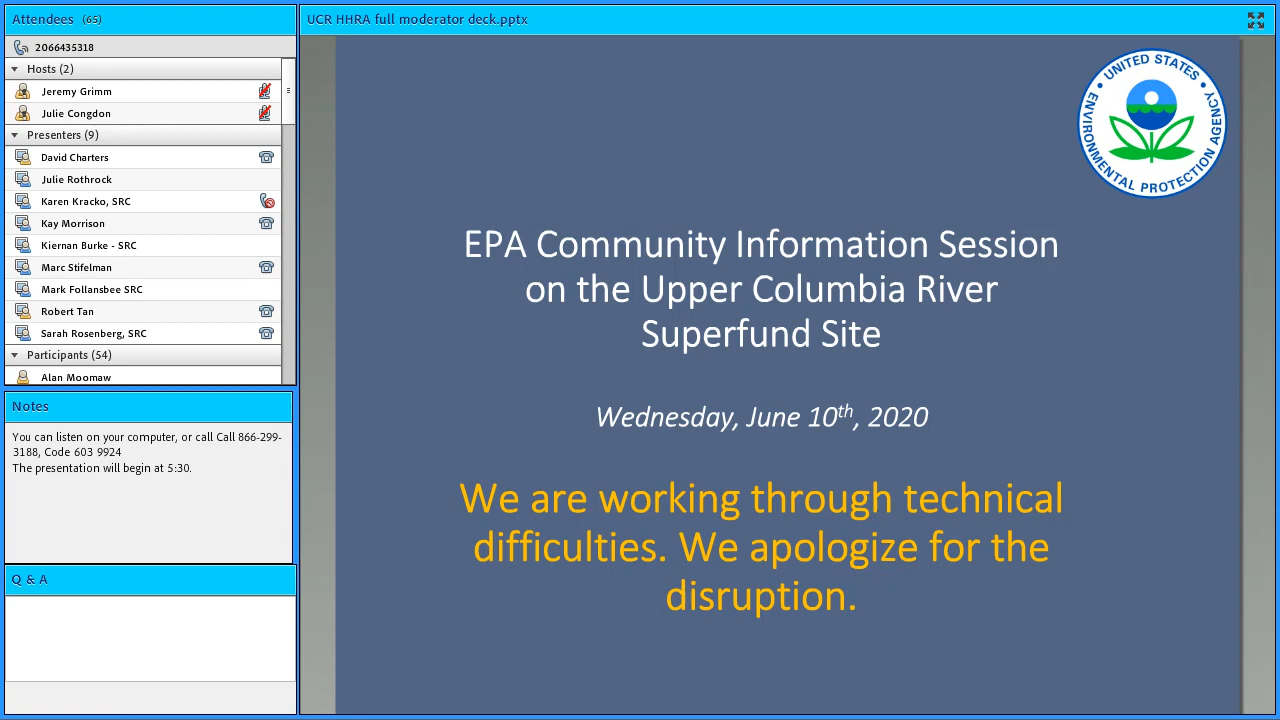 Attendees (65)
2066435318
Hosts (2)
Jeremy Grimm
Julie Congdon
Presenters (9)
David Charters
Julie Rothrock
Karen Kracko, SRC
Kay Morrison
Kiernan Burke - SRC
Marc Stifelman
Mark Follansbee SRC
Robert Tan
Sarah Rosenberg, SRC
Participants (54)
Alan Moomaw
Notes
You can listen on your computer, or call Call 866-299-
3188, Code 603 9924
The presentation will begin at 5:30.
Q & A
UCR HHRA full moderator deck.pptx
UNITED STATES
ENVIRONMENTAL PROTECTION AGENCY
EPA Community Information Session
on the Upper Columbia River
Superfund Site
Wednesday, June 10th, 2020
We are working through technical
difficulties. We apologize for the
disruption.